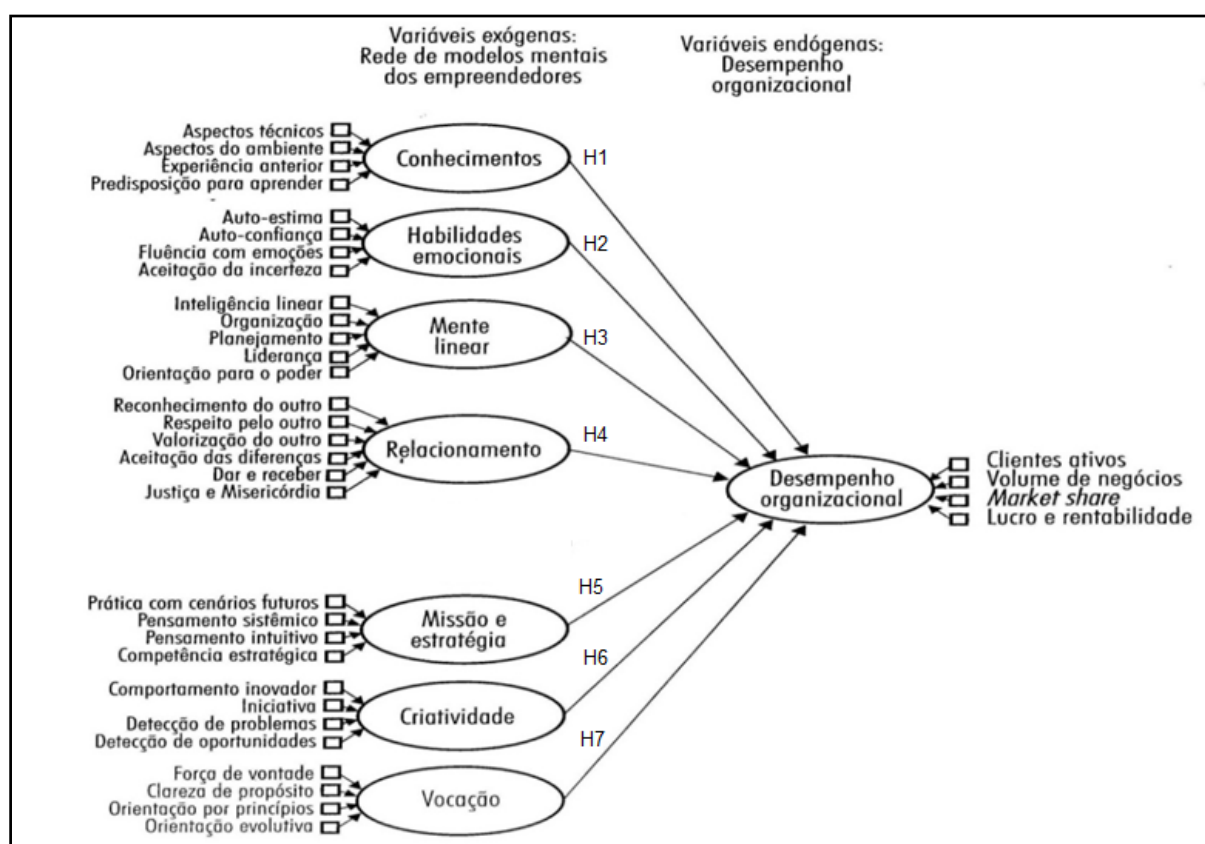 Variáveis exógenas:
Rede de modelos mentais
dos empreendedores
Variáveis endógenas:
Desempenho
organizacional
Aspectos técnicos
Aspectos do ambiente
Experiência anterior
Predisposição para aprender
Conhecimentos
H1
Auto-estima
Auto-confiança
Fluência com emoções
Aceitação da incerteza
Habilidades
emocionais
H2
Inteligência linear
Organização
Planejamento
Liderança
Orientação para o poder
Mente
linear
H3
Reconhecimento do outro
Respeito pelo outro
Valorização do outro
Aceitação das diferenças
Dar e receber
Justiça e Misericórdia
Relacionamento
H4
Prática com cenários futuros
Pensamento sistêmico
Pensamento intuitivo
Competência estratégica
Missão e
estratégia
H5
Comportamento inovador
Iniciativa
Detecção de problemas
Detecção de oportunidades
Criatividade
H6
Força de vontade
Clareza de propósito
Orientação por princípios
Orientação evolutiva
Vocação
H7
Desempenho
organizacional
Clientes ativos
Volume de negócios
Market share
Lucro e rentabilidade